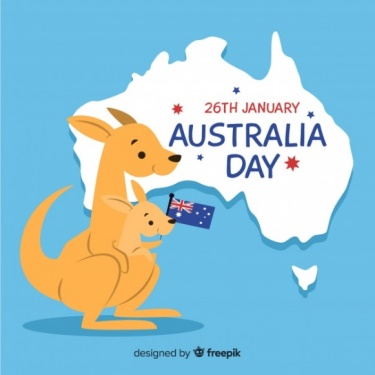 26TH JANUARY
AUSTRALIA
DAY
designed by freepik